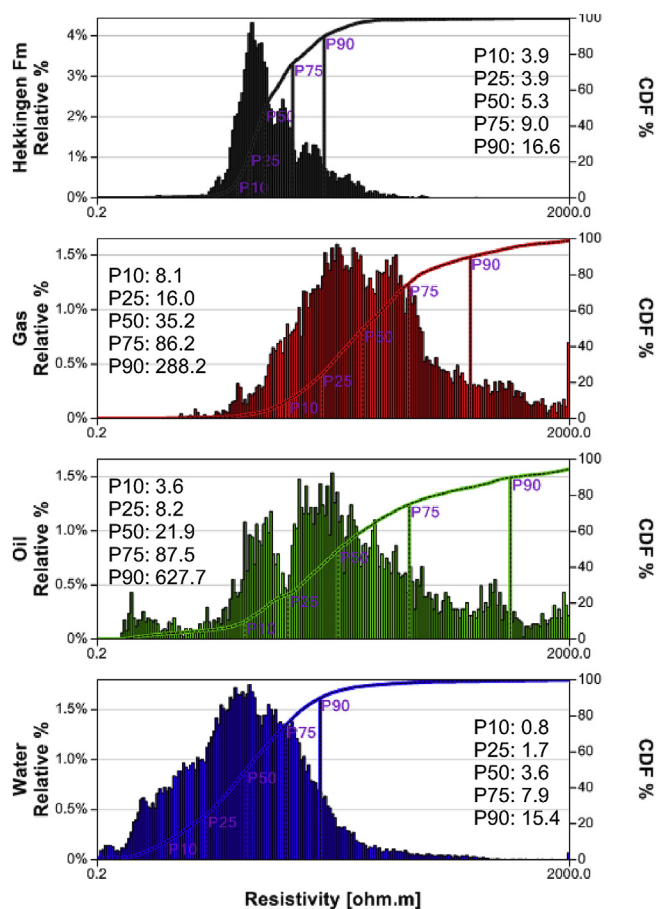 Hekkingen Fm
Relative %
4%
3%
2%
1%
0%
P10
P25
P50
P75
P90
P10: 3.9
P25: 3.9
P50: 5.3
P75: 9.0
P90: 16.6
100
80
60
40
20
0
CDF %
0.2
2000.0
Gas
Relative %
1.5%
1.0%
0.5%
0%
P10: 8.1
P25: 16.0
P50: 35.2
P75: 86.2
P90: 288.2
P10
P25
P50
P75
P90
100
80
60
40
20
0
CDF %
0.2
2000.0
Oil
Relative %
1.5%
1.0%
0.5%
0%
P10: 3.6
P25: 8.2
P50: 21.9
P75: 87.5
P90: 627.7
P10
P25
P50
P75
P90
100
80
60
40
20
0
CDF %
0.2
2000.0
Water
Relative %
1.5%
1.0%
0.5%
0%
P10
P25
P50
P75
P90
P10: 0.8
P25: 1.7
P50: 3.6
P75: 7.9
P90: 15.4
100
80
60
40
20
0
CDF %
0.2
2000.0
Resistivity [ohm.m]